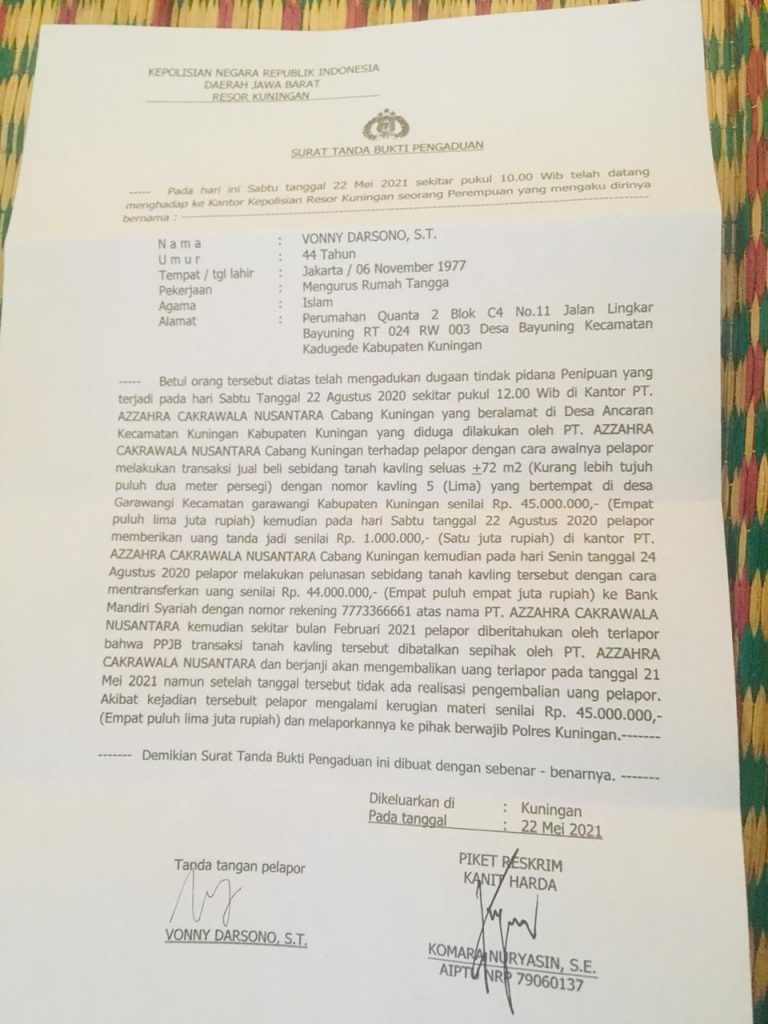 KEPOLISIAN NEGARA REPUBLIK INDONESIA
DAERAH JAWA BARAT
RESOR KUNINGAN
SURAT TANDA BUKTI PENGADUAN
----- Pada hari ini Sabtu tanggal 22 Mei 2021 sekitar pukul 10.00 Wib telah datang
menghadap ke Kantor Kepolisian Resor Kuningan seorang Perempuan yang mengaku dirinya
bernama : -----------------------------------------------------------------
N a m a : VONNY DARSONO, S.T.
U m u r : 44 Tahun
Tempat / tgl lahir : Jakarta / 06 November 1977
Pekerjaan : Mengurus Rumah Tangga
Agama : Islam
Alamat : Perumahan Quanta 2 Blok C4 No.11 Jalan Lingkar
Bayuning RT 024 RW 003 Desa Bayuning Kecamatan
Kadugede Kabupaten Kuningan
----- Betul orang tersebut diatas telah mengadukan dugaan tindak pidana Penipuan yang
terjadi pada hari Sabtu Tanggal 22 Agustus 2020 sekitar pukul 12.00 Wib di Kantor PT.
AZZAHRA CAKRAWALA NUSANTARA Cabang Kuningan yang beralamat di Desa Ancaran
Kecamatan Kuningan Kabupaten Kuningan yang diduga dilakukan oleh PT. AZZAHRA
CAKRAWALA NUSANTARA Cabang Kuningan terhadap pelapor dengan cara awalnya pelapor
melakukan transaksi jual beli sebidang tanah kavling seluas ±72 m2 (Kurang lebih tujuh
puluh dua meter persegi) dengan nomor kavling 5 (Lima) yang bertempat di desa
Garawangi Kecamatan garawangi Kabupaten Kuningan senilai Rp. 45.000.000,- (Empat
puluh lima juta rupiah) kemudian pada hari Sabtu tanggal 22 Agustus 2020 pelapor
memberikan uang tanda jadi senilai Rp. 1.000.000,- (Satu juta rupiah) di kantor PT.
AZZAHRA CAKRAWALA NUSANTARA Cabang Kuningan kemudian pada hari Senin tanggal 24
Agustus 2020 pelapor melakukan pelunasan sebidang tanah kavling tersebut dengan cara
mentransferkan uang senilai Rp. 44.000.000,- (Empat puluh empat juta rupiah) ke Bank
Mandiri Syariah dengan nomor rekening 7773366661 atas nama PT. AZZAHRA CAKRAWALA
NUSANTARA kemudian sekitar bulan Februari 2021 pelapor diberitahukan oleh terlapor
bahwa PPJB transaksi tanah kavling tersebut dibatalkan sepihak oleh PT. AZZAHRA
CAKRAWALA NUSANTARA dan berjanji akan mengembalikan uang terlapor pada tanggal 21
Mei 2021 namun setelah tanggal tersebut tidak ada realisasi pengembalian uang pelapor.
Akibat kejadian tersebuit pelapor mengalami kerugian materi senilai Rp. 45.000.000,-
(Empat puluh lima juta rupiah) dan melaporkannya ke pihak berwajib Polres Kuningan.-------
------- Demikian Surat Tanda Bukti Pengaduan ini dibuat dengan sebenar - benarnya. -------
Dikeluarkan di : Kuningan
Pada tanggal : 22 Mei 2021
Tanda tangan pelapor
VONNY DARSONO, S.T.
PIKET RESKRIM
KANIT HARDA
KOMARA NURYASIN, S.E.
AIPTU NRP 79060137